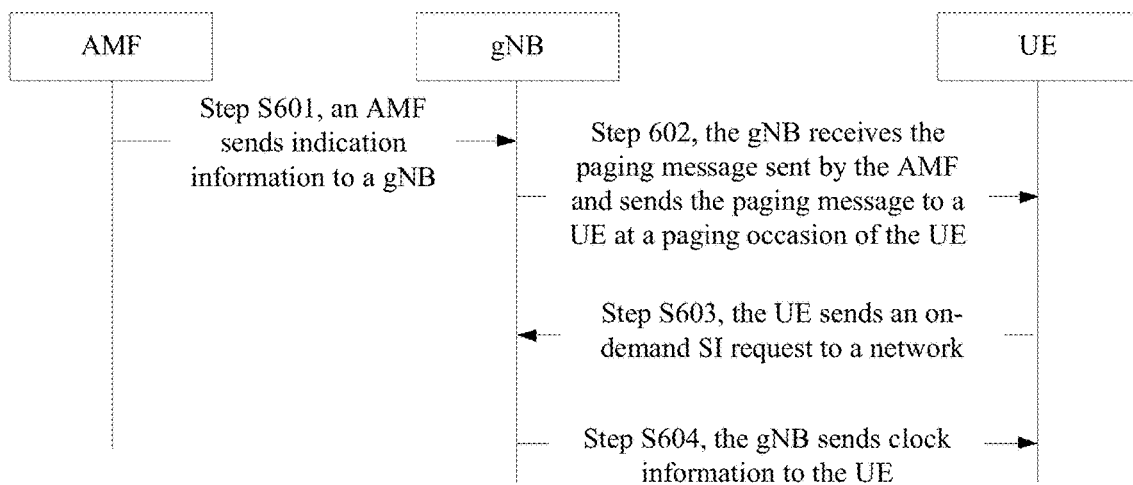 AMF
gNB
UE
Step S601, an AMF
sends indication
information to a gNB
Step 602, the gNB receives the
paging message sent by the AMF
and sends the paging message to a
UE at a paging occasion of the UE
Step S603, the UE sends an on-
demand SI request to a network
Step S604, the gNB sends clock
information to the UE